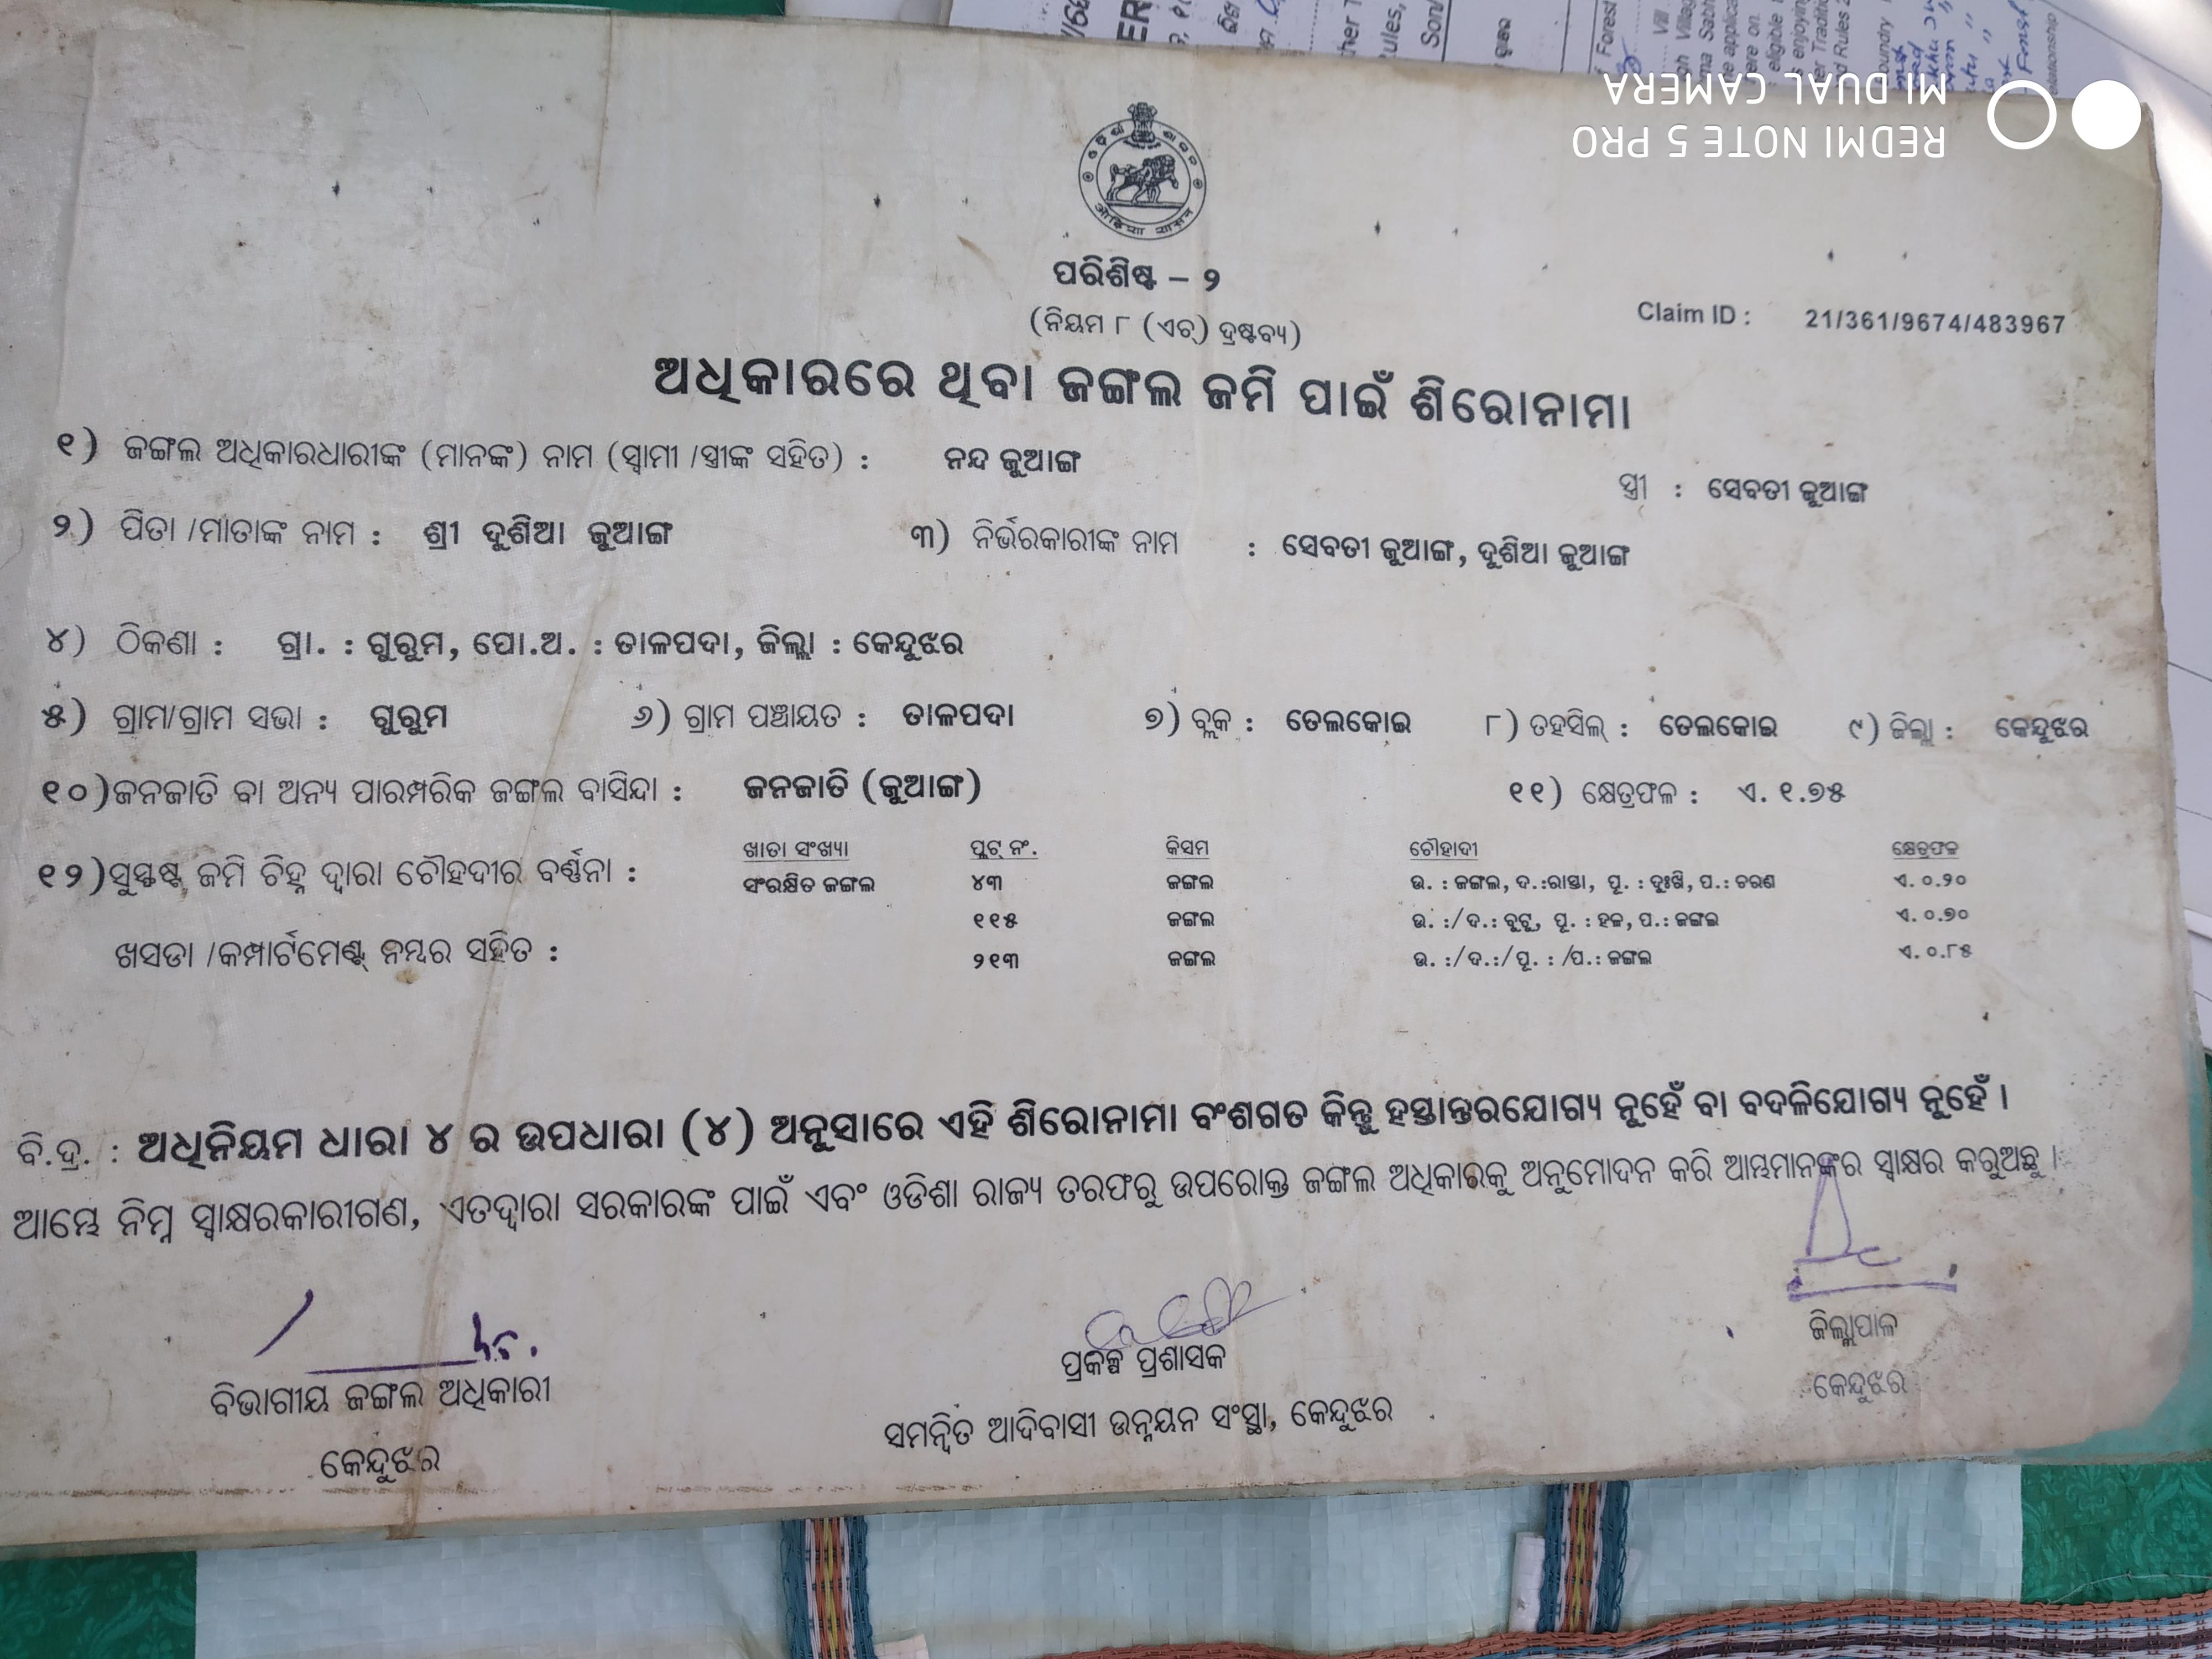 ପରିଶିଷ୍ଟ – ୨
(ନିୟମ ୮ (ଏଚ୍) ଦ୍ରଷ୍ଟବ୍ୟ)
Claim ID : 21/361/9674/483967
ଅଧିକାରରେ ଥିବା ଜଙ୍ଗଲ ଜମି ପାଇଁ ଶିରୋନାମା
୧) ଜଙ୍ଗଲ ଅଧିକାରଧାରୀଙ୍କ (ମାନଙ୍କ) ନାମ (ସ୍ୱାମୀ /ସ୍ତ୍ରୀଙ୍କ ସହିତ) : ନନ୍ଦ ଜୁଆଙ୍ଗ
ସ୍ତ୍ରୀ : ସେବତୀ ଜୁଆଙ୍ଗ
୨) ପିତା /ମାତାଙ୍କ ନାମ : ଶ୍ରୀ ଦୁଶିଆ ଜୁଆଙ୍ଗ ୩) ନିର୍ଭରକାରୀଙ୍କ ନାମ : ସେବତୀ ଜୁଆଙ୍ଗ, ଦୁଶିଆ ଜୁଆଙ୍ଗ
୪) ଠିକଣା : ଗ୍ରା. : ଗୁରୁମ, ପୋ.ଅ. : ତାଳପଦା, ଜିଲ୍ଲା : କେନ୍ଦୁଝର
୫) ଗ୍ରାମ/ଗ୍ରାମ ସଭା : ଗୁରୁମ ୬) ଗ୍ରାମ ପଞ୍ଚାୟତ : ତାଳପଦା ୭) ବ୍ଲକ : ତେଲକୋଇ ୮) ତହସିଲ୍ : ତେଲକୋଇ ୯) ଜିଲ୍ଲା : କେନ୍ଦୁଝର
୧୦)ଜନଜାତି ବା ଅନ୍ୟ ପାରମ୍ପରିକ ଜଙ୍ଗଲ ବାସିନ୍ଦା : ଜନଜାତି (ଜୁଆଙ୍ଗ) ୧୧) କ୍ଷେତ୍ରଫଳ : ଏ. ୧.୭୫
୧୨)ସୁସ୍ପଷ୍ଟ ଜମି ଚିହ୍ନ ଦ୍ୱାରା ଚୌହଦୀର ବର୍ଣ୍ଣନା :
ଖସଡା /କମ୍ପାର୍ଟମେଣ୍ଟ୍ ନମ୍ବର ସହିତ :
ଖାତା ସଂଖ୍ୟା ପ୍ଲଟ୍ ନଂ. କିସମ ଚୌହାଦୀ କ୍ଷେତ୍ରଫଳ
ସଂରକ୍ଷିତ ଜଙ୍ଗଲ ୪୩ ଜଙ୍ଗଲ ଉ. : ଜଙ୍ଗଲ, ଦ.:ରାସ୍ତା, ପୂ. : ଦୁଃଖି, ପ.: ଚରଣ ଏ. ୦.୨୦
୧୧୫ ଜଙ୍ଗଲ ଉ. :/ ଦ.: ବୁଟୁ, ପୂ. : ହଳ, ପ.: ଜଙ୍ଗଲ ଏ. ୦.୭୦
୨୧୩ ଜଙ୍ଗଲ ଉ. :/ ଦ.:/ ପୂ. : /ପ.: ଜଙ୍ଗଲ ଏ. ୦.୮୫
ବି.ଦ୍ର. : ଅଧିନିୟମ ଧାରା ୪ ର ଉପଧାରା (୪) ଅନୁସାରେ ଏହି ଶିରୋନାମା ବଂଶଗତ କିନ୍ତୁ ହସ୍ତାନ୍ତରଯୋଗ୍ୟ ନୁହେଁ ବା ବଦଳିଯୋଗ୍ୟ ନୁହେଁ ।
ଆମ୍ଭେ ନିମ୍ନ ସ୍ୱାକ୍ଷରକାରୀଗଣ, ଏତଦ୍ୱାରା ସରକାରଙ୍କ ପାଇଁ ଏବଂ ଓଡିଶା ରାଜ୍ୟ ତରଫରୁ ଉପରୋକ୍ତ ଜଙ୍ଗଲ ଅଧିକାରକୁ ଅନୁମୋଦନ କରି ଆମ୍ଭମାନଙ୍କର ସ୍ୱାକ୍ଷର କରୁଅଛୁ ।
ବିଭାଗୀୟ ଜଙ୍ଗଲ ଅଧିକାରୀ
କେନ୍ଦୁଝର
ପ୍ରକଳ୍ପ ପ୍ରଶାସକ
ସମନ୍ୱିତ ଆଦିବାସୀ ଉନ୍ନୟନ ସଂସ୍ଥା, କେନ୍ଦୁଝର
ଜିଲ୍ଲାପାଳ
କେନ୍ଦୁଝର
REDMI NOTE 5 PRO
MI DUAL CAMERA